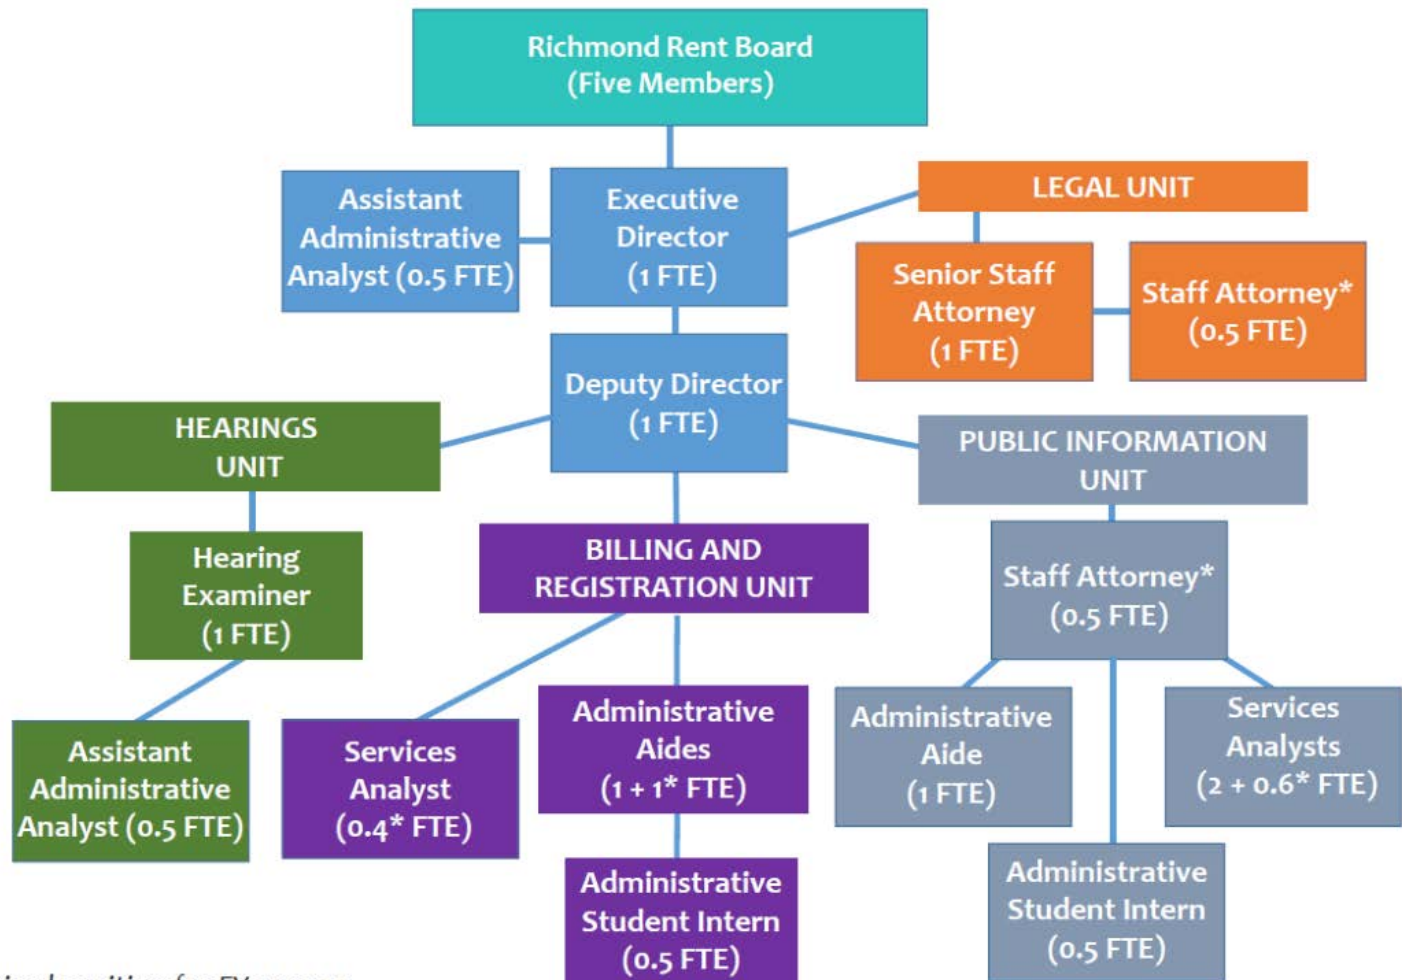 Richmond Rent Board
(Five Members)
Assistant
Administrative
Analyst (0.5 FTE)
Executive
Director
(1 FTE)
LEGAL UNIT
Senior Staff
Attorney
(1 FTE)
Staff Attorney*
(0.5 FTE)
Deputy Director
(1 FTE)
HEARINGS
UNIT
PUBLIC INFORMATION
UNIT
Hearing
Examiner
(1 FTE)
BILLING AND
REGISTRATION UNIT
Staff Attorney*
(0.5 FTE)
Assistant
Administrative
Analyst (0.5 FTE)
Services
Analyst
(0.4* FTE)
Administrative
Aides
(1 + 1* FTE)
Administrative
Aide
(1 FTE)
Services
Analysts
(2 + 0.6* FTE)
Administrative
Student Intern
(0.5 FTE)
Administrative
Student Intern
(0.5 FTE)